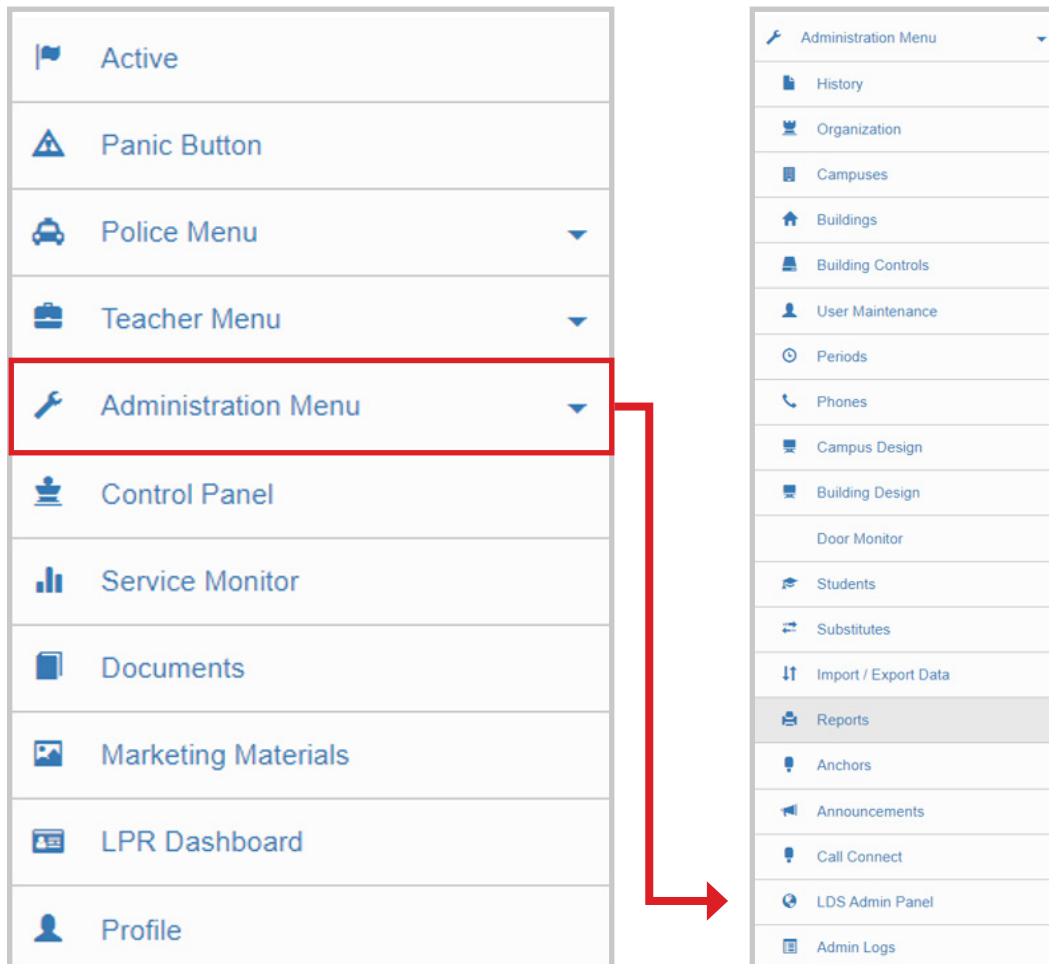 Active
Panic Button
Police Menu
Teacher Menu
Administration Menu
Control Panel
Service Monitor
Documents
Marketing Materials
LPR Dashboard
Profile
Administration Menu
History
Organization
Campuses
Buildings
Building Controls
User Maintenance
Periods
Phones
Campus Design
Building Design
Door Monitor
Students
Substitutes
Import / Export Data
Reports
Anchors
Announcements
Call Connect
LDS Admin Panel
Admin Logs